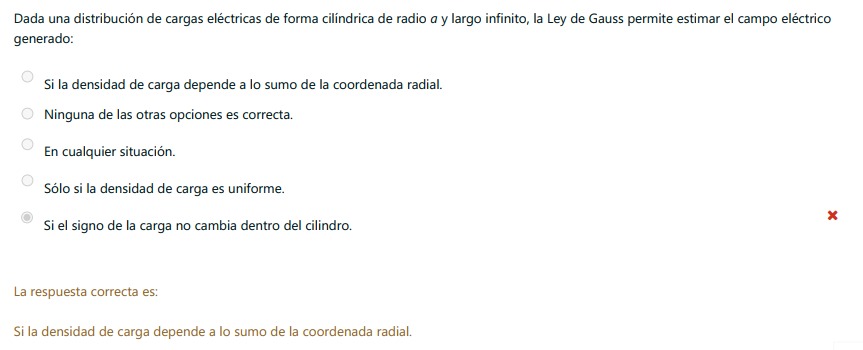 Dada una distribución de cargas eléctricas de forma cilíndrica de radio a y largo infinito, la Ley de Gauss permite estimar el campo eléctrico
generado:
Si la densidad de carga depende a lo sumo de la coordenada radial.
Ninguna de las otras opciones es correcta.
En cualquier situación.
Sólo si la densidad de carga es uniforme.
Si el signo de la carga no cambia dentro del cilindro.
La respuesta correcta es:
Si la densidad de carga depende a lo sumo de la coordenada radial.